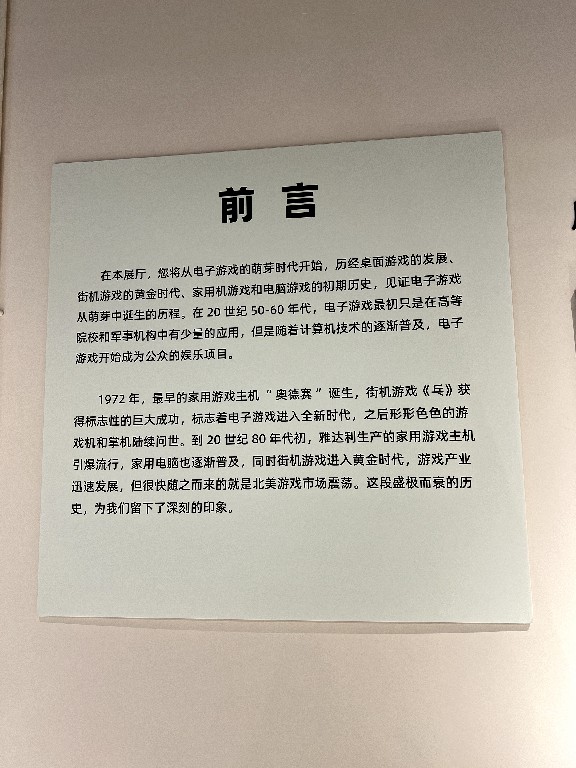 前言
在本展厅，您将从电子游戏的萌芽时代开始，历经桌面游戏的发展、
街机游戏的黄金时代、家用机游戏和电脑游戏的初期历史，见证电子游戏
从萌芽中诞生的历程。在 20 世纪 50-60 年代，电子游戏最初只是在高等
院校和军事机构中有少量的应用，但是随着计算机技术的逐渐普及，电子
游戏开始成为公众的娱乐项目。
1972 年，最早的家用游戏主机“奥德赛”诞生，街机游戏《乓》获
得标志性的巨大成功，标志着电子游戏进入全新时代，之后形形色色的游
戏机和掌机陆续问世。到 20 世纪 80 年代初，雅达利生产的家用游戏主机
引爆流行，家用电脑也逐渐普及，同时街机游戏进入黄金时代，游戏产业
迅速发展，但很快随之而来的就是北美游戏市场震荡。这段盛极而衰的历
史，为我们留下了深刻的印象。